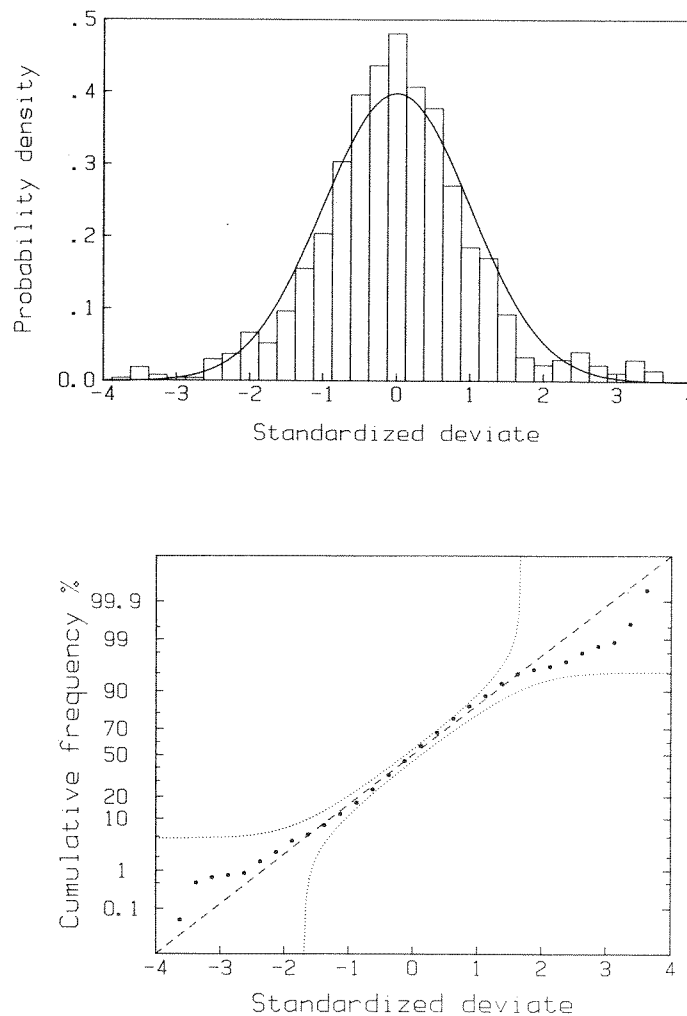 .5
.4
.3
.2
.1
0.0
Probability density
-4 -3 -2 -1 0 1 2 3 4
Standardized deviate
99.9
99
90
70
50
20
10
1
0.1
Cumulative frequency %
-4 -3 -2 -1 0 1 2 3 4
Standardized deviate